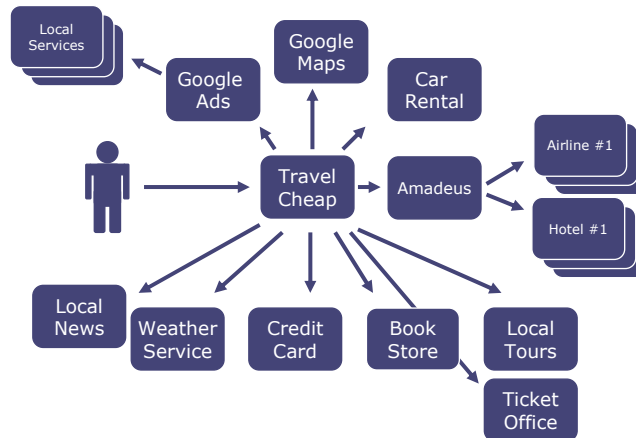 Local
Services
Google
Ads
Google
Maps
Car
Rental
Travel
Cheap
Amadeus
Airline #1
Hotel #1
Local
News
Weather
Service
Credit
Card
Book
Store
Local
Tours
Ticket
Office